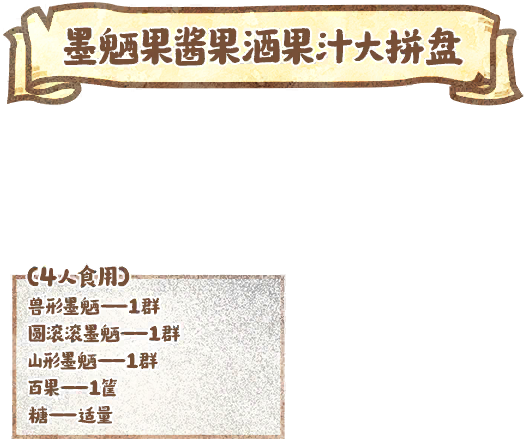 墨魉果酱果酒果汁大拼盘
(4人食用)
兽形墨魉——1群
圆滚滚墨魉——1群
山形墨魉——1群
百果——1筐
糖——适量